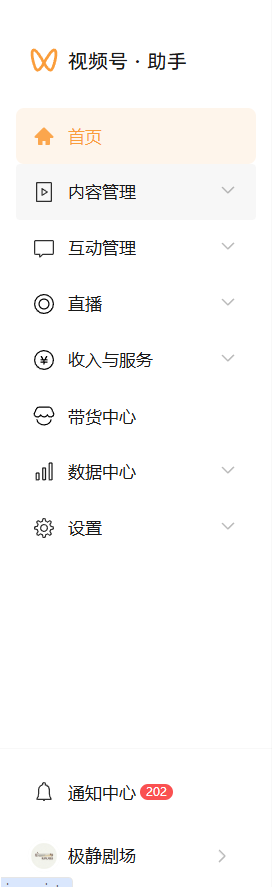 视频号 · 助手
首页
内容管理
互动管理
直播
收入与服务
带货中心
数据中心
设置
通知中心 202
极静剧场